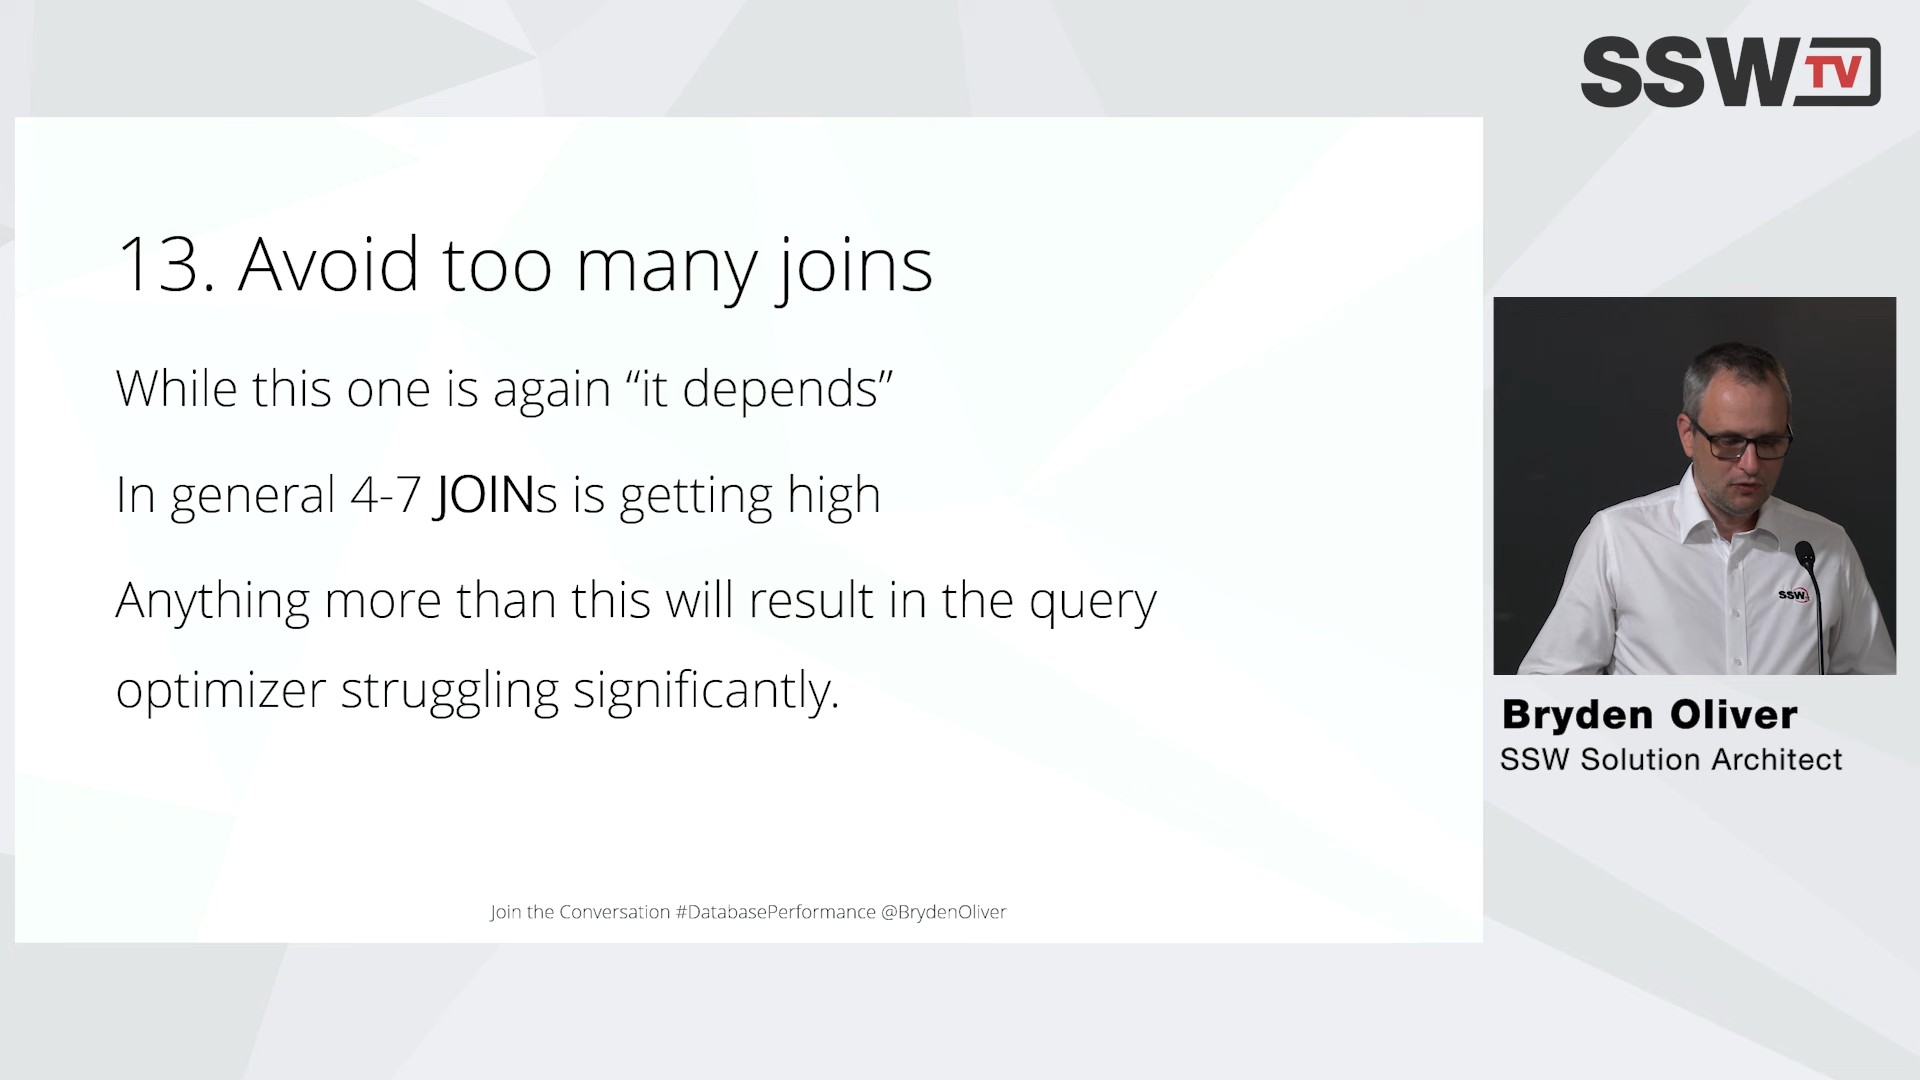 SSW TV
13. Avoid too many joins
While this one is again “it depends”
In general 4-7 JOINs is getting high
Anything more than this will result in the query
optimizer struggling significantly.
Join the Conversation #DatabasePerformance @BrydenOliver
SSW
Bryden Oliver
SSW Solution Architect